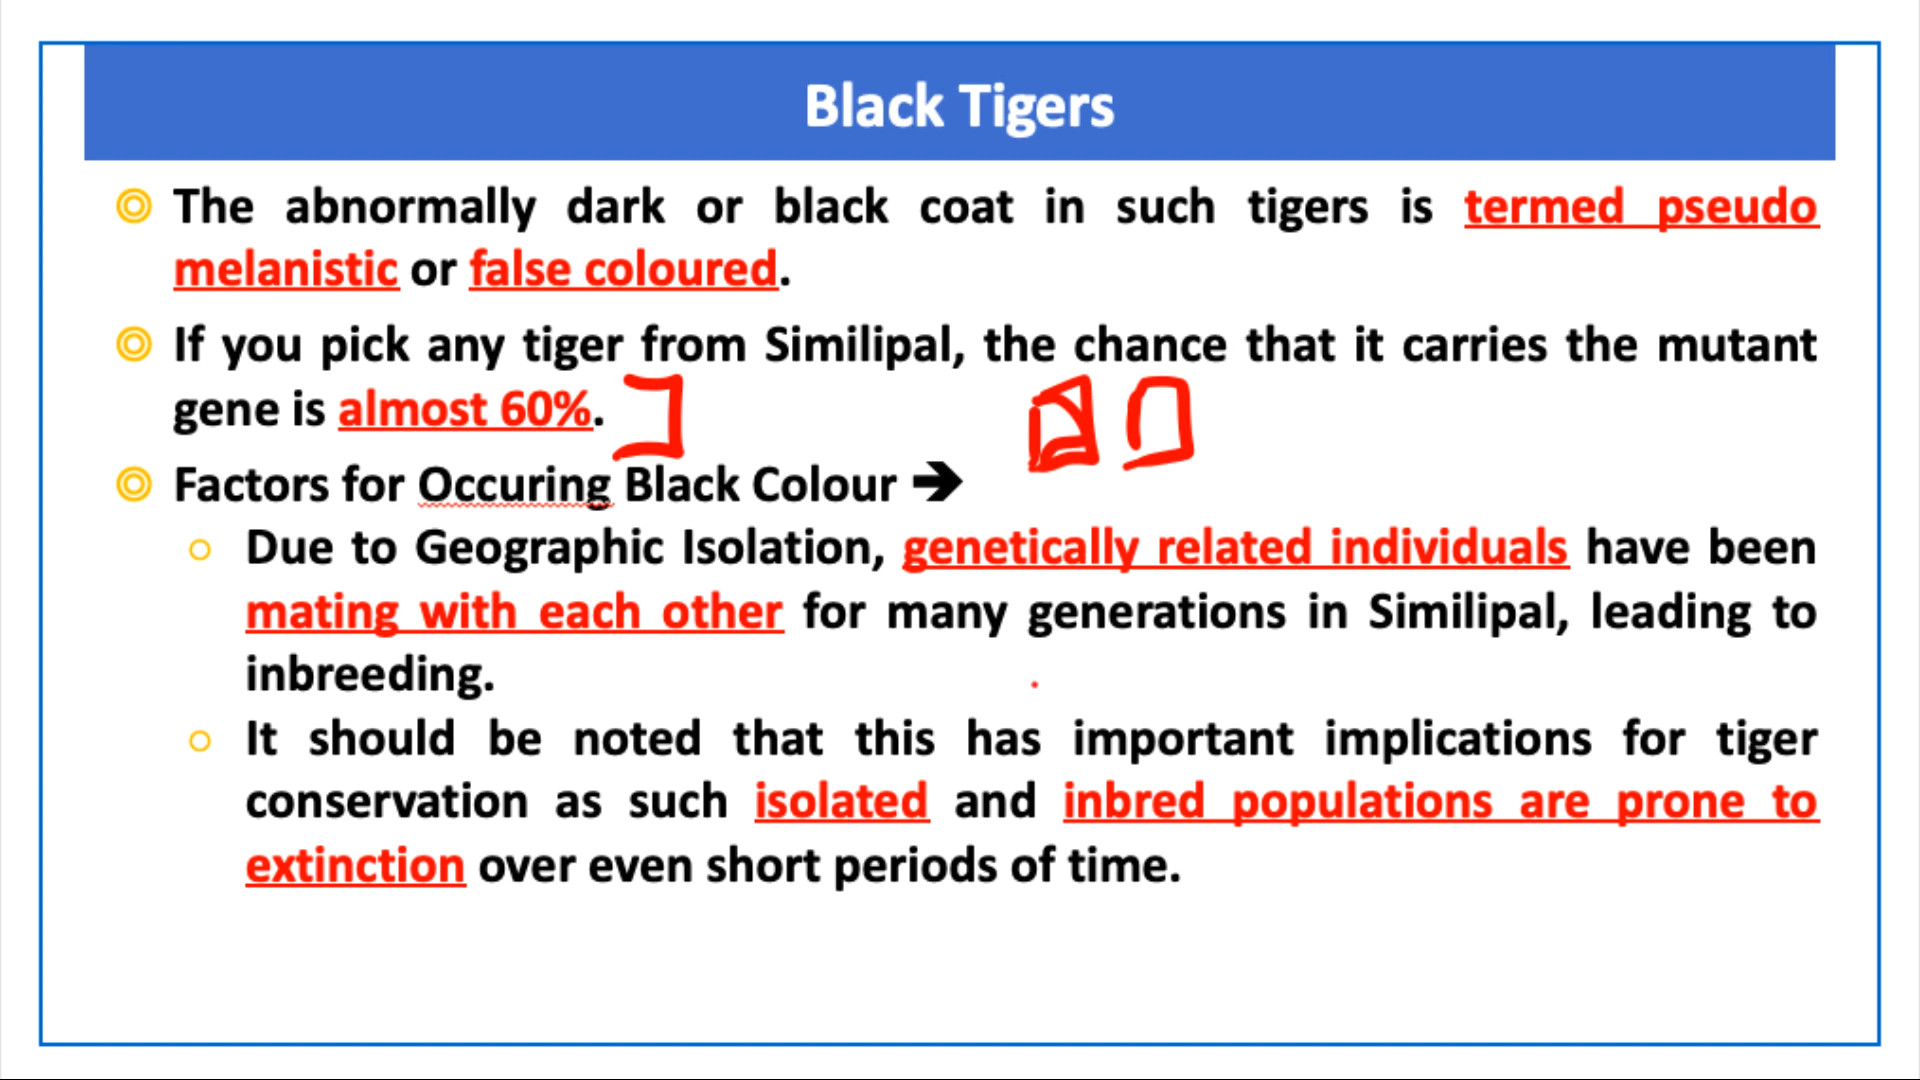 Black Tigers
The abnormally dark or black coat in such tigers is termed pseudo
melanistic or false coloured.
If you pick any tiger from Similipal, the chance that it carries the mutant
gene is almost 60%.
Factors for Occuring Black Colour →
Due to Geographic Isolation, genetically related individuals have been
mating with each other for many generations in Similipal, leading to
inbreeding.
It should be noted that this has important implications for tiger
conservation as such isolated and inbred populations are prone to
extinction over even short periods of time.